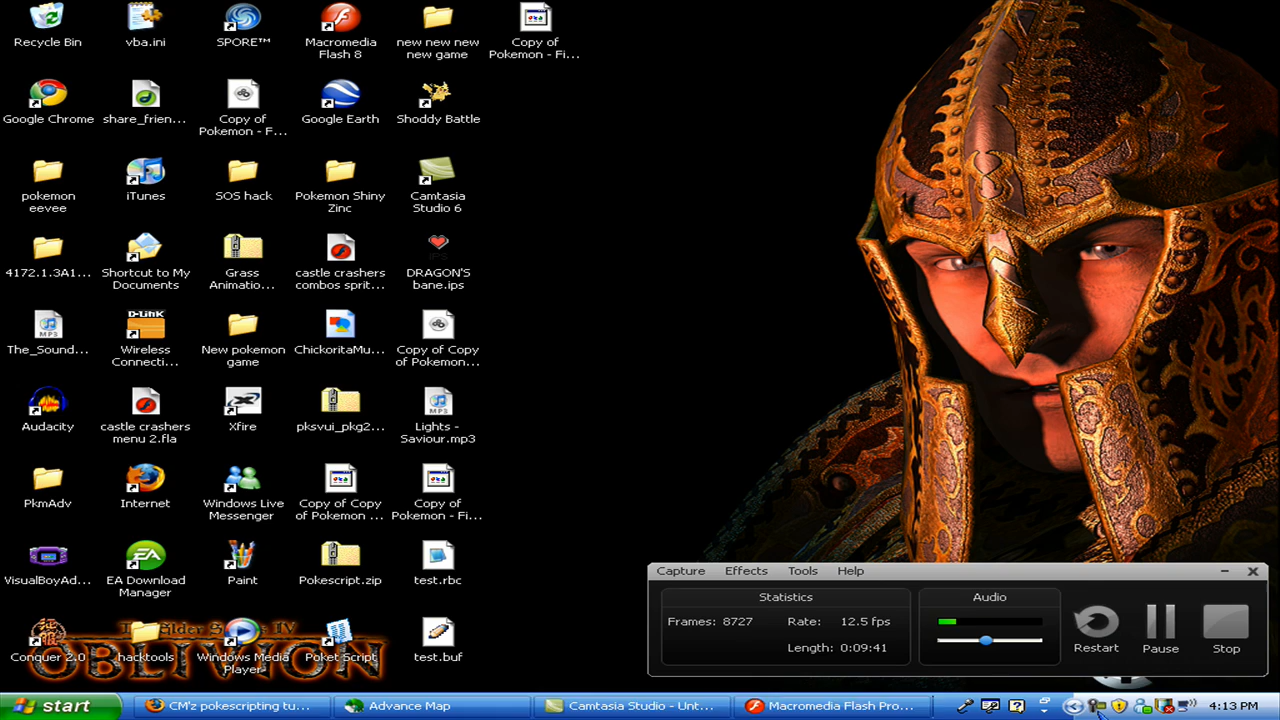 Recycle Bin
vba.ini
SPORE™
Macromedia
Flash 8
new new new
new game
Copy of
Pokemon - Fi...
Google Chrome
share_frien...
Copy of
Pokemon - F...
Google Earth
Shoddy Battle
pokemon
eevee
iTunes
SOS hack
Pokemon Shiny
Zinc
Camtasia
Studio 6
4172.1.3A1...
Shortcut to My
Documents
Grass
Animatio...
castle crashers
combos sprit...
DRAGON'S
bane.ips
The_Sound...
D-Link
Wireless
Connecti...
New pokemon
game
ChickoritaMu...
Copy of Copy
of Pokemon...
Audacity
castle crashers
menu 2.fla
Xfire
pksvui_pkg2...
MP3
Lights -
Saviour.mp3
PkmAdv
Internet
Windows Live
Messenger
Copy of Copy
of Pokemon ...
Copy of
Pokemon - Fi...
VisualBoyAd...
EA Download
Manager
Paint
Pokescript.zip
test.rbc
Conquer 2.0
hacktools
Windows Media
Player
Poket Script
test.buf
OBLIVION
Capture Effects Tools Help
Statistics
Frames: 8727 Rate: 12.5 fps
Length: 0:09:41
Audio
Restart
Pause
Stop
start
CM'z pokescripting tu...
Advance Map
Camtasia Studio - Unt...
Macromedia Flash Pro...
4:13 PM